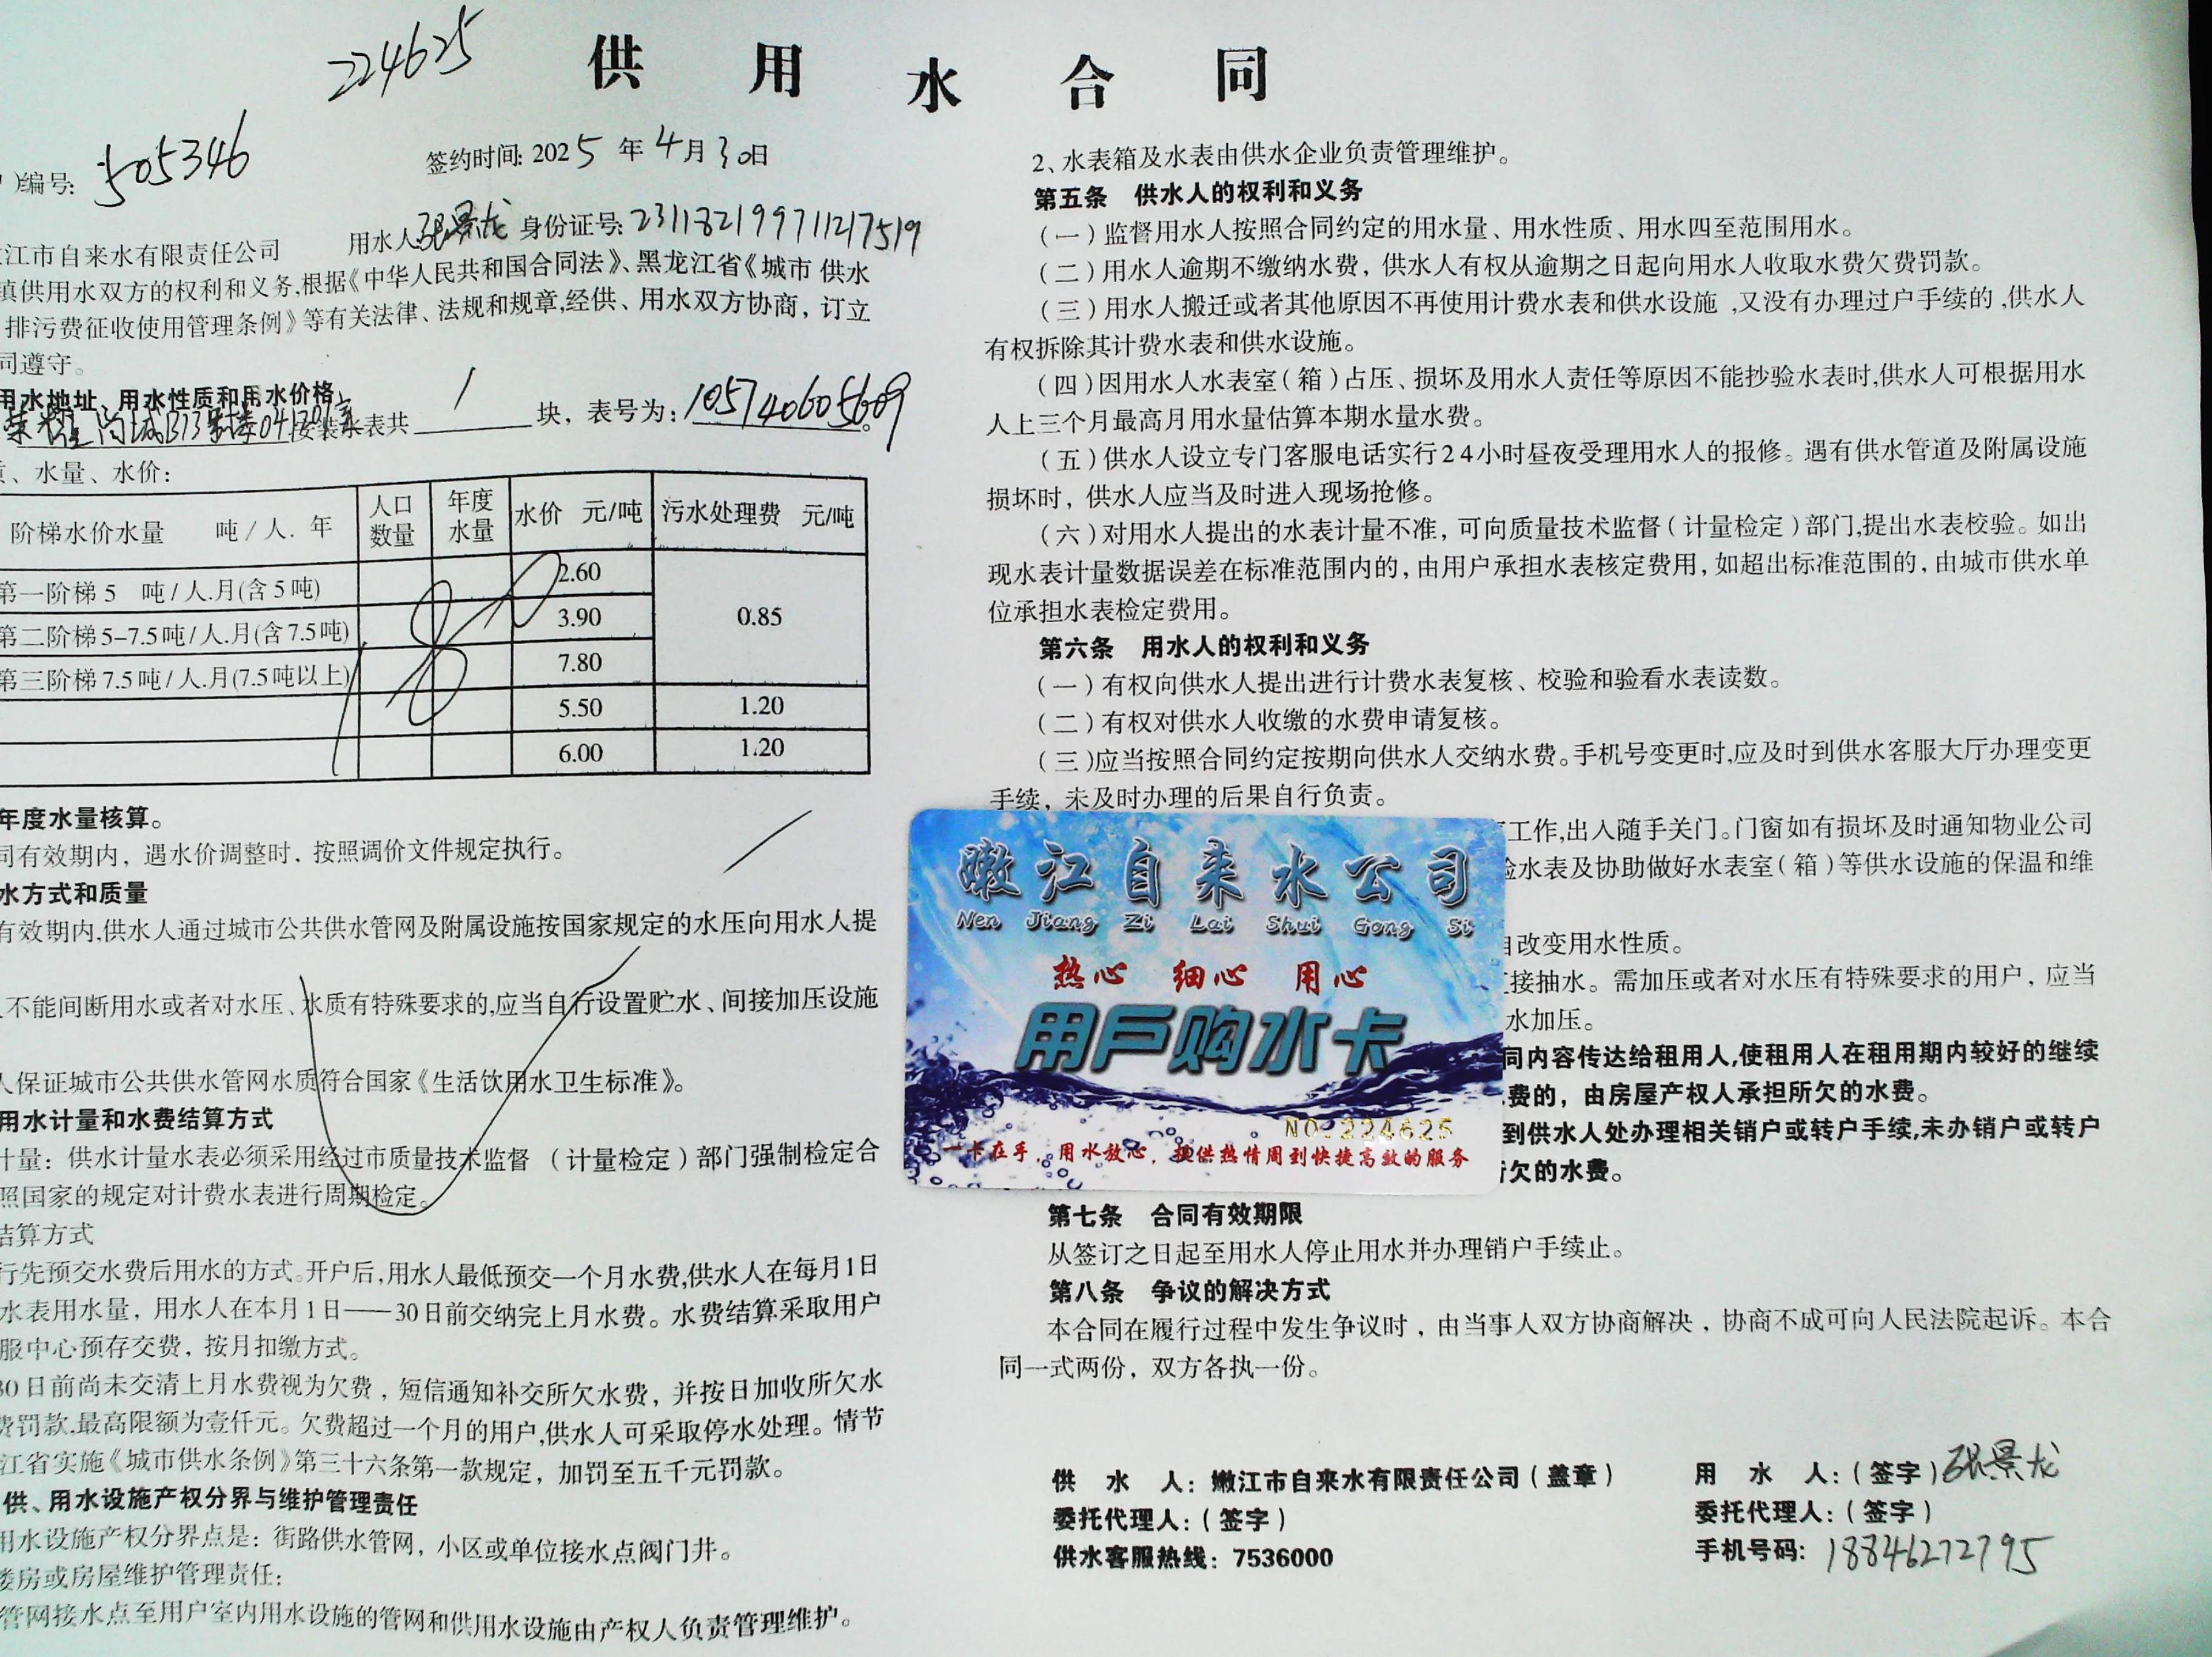 224625
供用水合同
)编号: 505346
签约时间: 2025年4月30日
江市自来水有限责任公司 用水人 张景龙 身份证号: 231182199711217519
镇供用水双方的权利和义务,根据《中华人民共和国合同法》、黑龙江省《城市 供水
排污费征收使用管理条例》等有关法律、法规和规章,经供、用水双方协商，订立
同遵守。
用水地址、用水性质和用水价格
尚城B73 041201室 安装水表共 1 块，表号为: 105740605609。
、水量、水价:
阶梯水价水量 吨/人. 年 人口数量 年度水量 水价 元/吨 污水处理费 元/吨
第一阶梯5 吨/人.月(含5吨) 2.60 0.85
第二阶梯5-7.5吨/人.月(含7.5吨) 3.90
第三阶梯7.5吨/人.月(7.5吨以上) 7.80
5.50 1.20
6.00 1.20
年度水量核算。
同有效期内，遇水价调整时，按照调价文件规定执行。
水方式和质量
有效期内,供水人通过城市公共供水管网及附属设施按国家规定的水压向用水人提
不能间断用水或者对水压、水质有特殊要求的,应当自行设置贮水、间接加压设施
人保证城市公共供水管网水质符合国家《生活饮用水卫生标准》。
用水计量和水费结算方式
计量：供水计量水表必须采用经过市质量技术监督（计量检定）部门强制检定合
照国家的规定对计费水表进行周期检定。
结算方式
行先预交水费后用水的方式。开户后,用水人最低预交一个月水费,供水人在每月1日
水表用水量，用水人在本月1日——30日前交纳完上月水费。水费结算采取用户
服中心预存交费，按月扣缴方式。
30日前尚未交清上月水费视为欠费，短信通知补交所欠水费，并按日加收所欠水
费罚款,最高限额为壹仟元。欠费超过一个月的用户,供水人可采取停水处理。情节
江省实施《城市供水条例》第三十六条第一款规定，加罚至五千元罚款。
供、用水设施产权分界与维护管理责任
用水设施产权分界点是：街路供水管网，小区或单位接水点阀门井。
楼房或房屋维护管理责任:
管网接水点至用户室内用水设施的管网和供用水设施由产权人负责管理维护。
2、水表箱及水表由供水企业负责管理维护。
第五条 供水人的权利和义务
（一）监督用水人按照合同约定的用水量、用水性质、用水四至范围用水。
（二）用水人逾期不缴纳水费，供水人有权从逾期之日起向用水人收取水费欠费罚款。
（三）用水人搬迁或者其他原因不再使用计费水表和供水设施,又没有办理过户手续的,供水人
有权拆除其计费水表和供水设施。
（四）因用水人水表室（箱）占压、损坏及用水人责任等原因不能抄验水表时,供水人可根据用水
人上三个月最高月用水量估算本期水量水费。
（五）供水人设立专门客服电话实行24小时昼夜受理用水人的报修。遇有供水管道及附属设施
损坏时，供水人应当及时进入现场抢修。
（六）对用水人提出的水表计量不准，可向质量技术监督（计量检定）部门,提出水表校验。如出
现水表计量数据误差在标准范围内的，由用户承担水表核定费用，如超出标准范围的，由城市供水单
位承担水表检定费用。
第六条 用水人的权利和义务
（一）有权向供水人提出进行计费水表复核、校验和验看水表读数。
（二）有权对供水人收缴的水费申请复核。
（三）应当按照合同约定按期向供水人交纳水费。手机号变更时,应及时到供水客服大厅办理变更
手续，未及时办理的后果自行负责。
工作,出入随手关门。门窗如有损坏及时通知物业公司
验水表及协助做好水表室（箱）等供水设施的保温和维
自改变用水性质。
接抽水。需加压或者对水压有特殊要求的用户，应当
水加压。
同内容传达给租用人,使租用人在租用期内较好的继续
费的，由房屋产权人承担所欠的水费。
到供水人处办理相关销户或转户手续,未办销户或转户
所欠的水费。
嫩江自来水公司
Nen Jiang Zi Lai Shui Gong Si
热心 细心 用心
用户购水卡
NO.224625
一卡在手，用水放心，提供热情周到快捷高效的服务
第七条 合同有效期限
从签订之日起至用水人停止用水并办理销户手续止。
第八条 争议的解决方式
本合同在履行过程中发生争议时，由当事人双方协商解决，协商不成可向人民法院起诉。本合
同一式两份，双方各执一份。
供水人：嫩江市自来水有限责任公司（盖章）
委托代理人：（签字）
供水客服热线：7536000
用水人：（签字）张景龙
委托代理人：（签字）
手机号码：18846272795